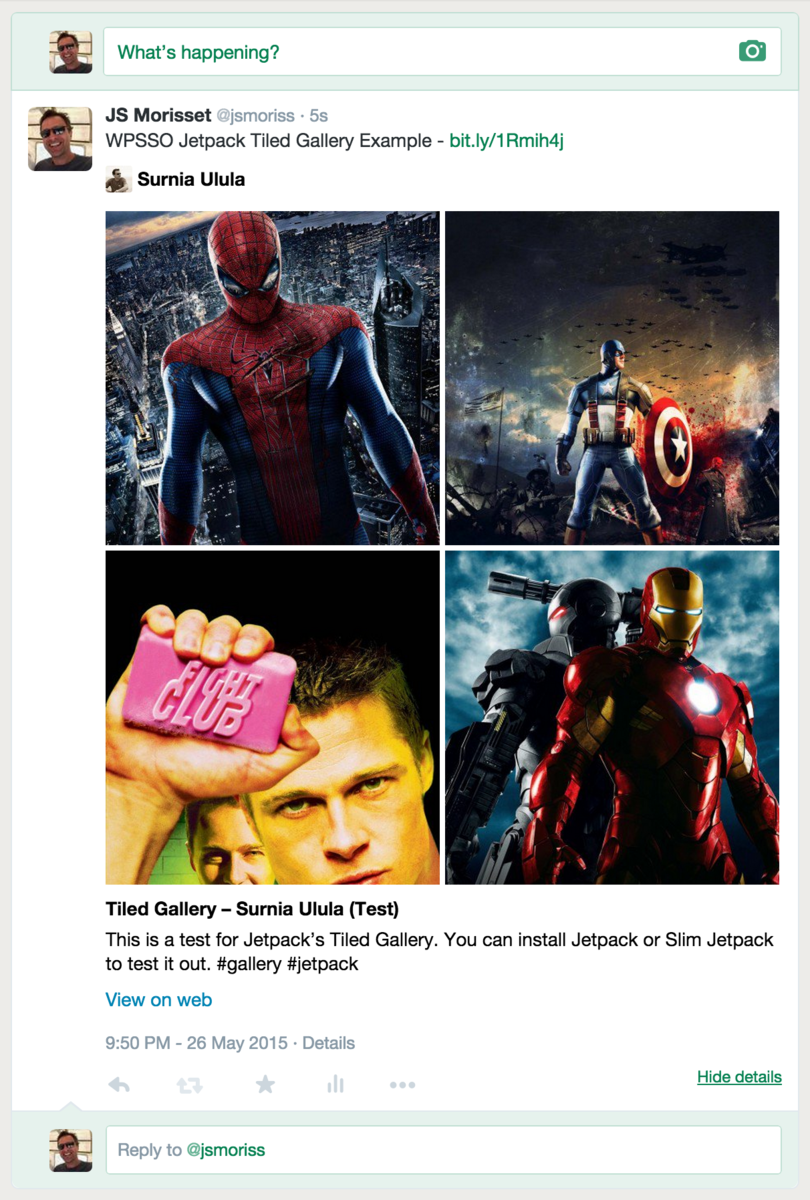 What's happening?
JS Morisset @jsmoriss · 5s
WPSSO Jetpack Tiled Gallery Example - bit.ly/1Rmih4j
Surnia Ulula
FIGHT
CLUB
Tiled Gallery – Surnia Ulula (Test)
This is a test for Jetpack's Tiled Gallery. You can install Jetpack or Slim Jetpack
to test it out. #gallery #jetpack
View on web
9:50 PM - 26 May 2015 · Details
Hide details
Reply to @jsmoriss